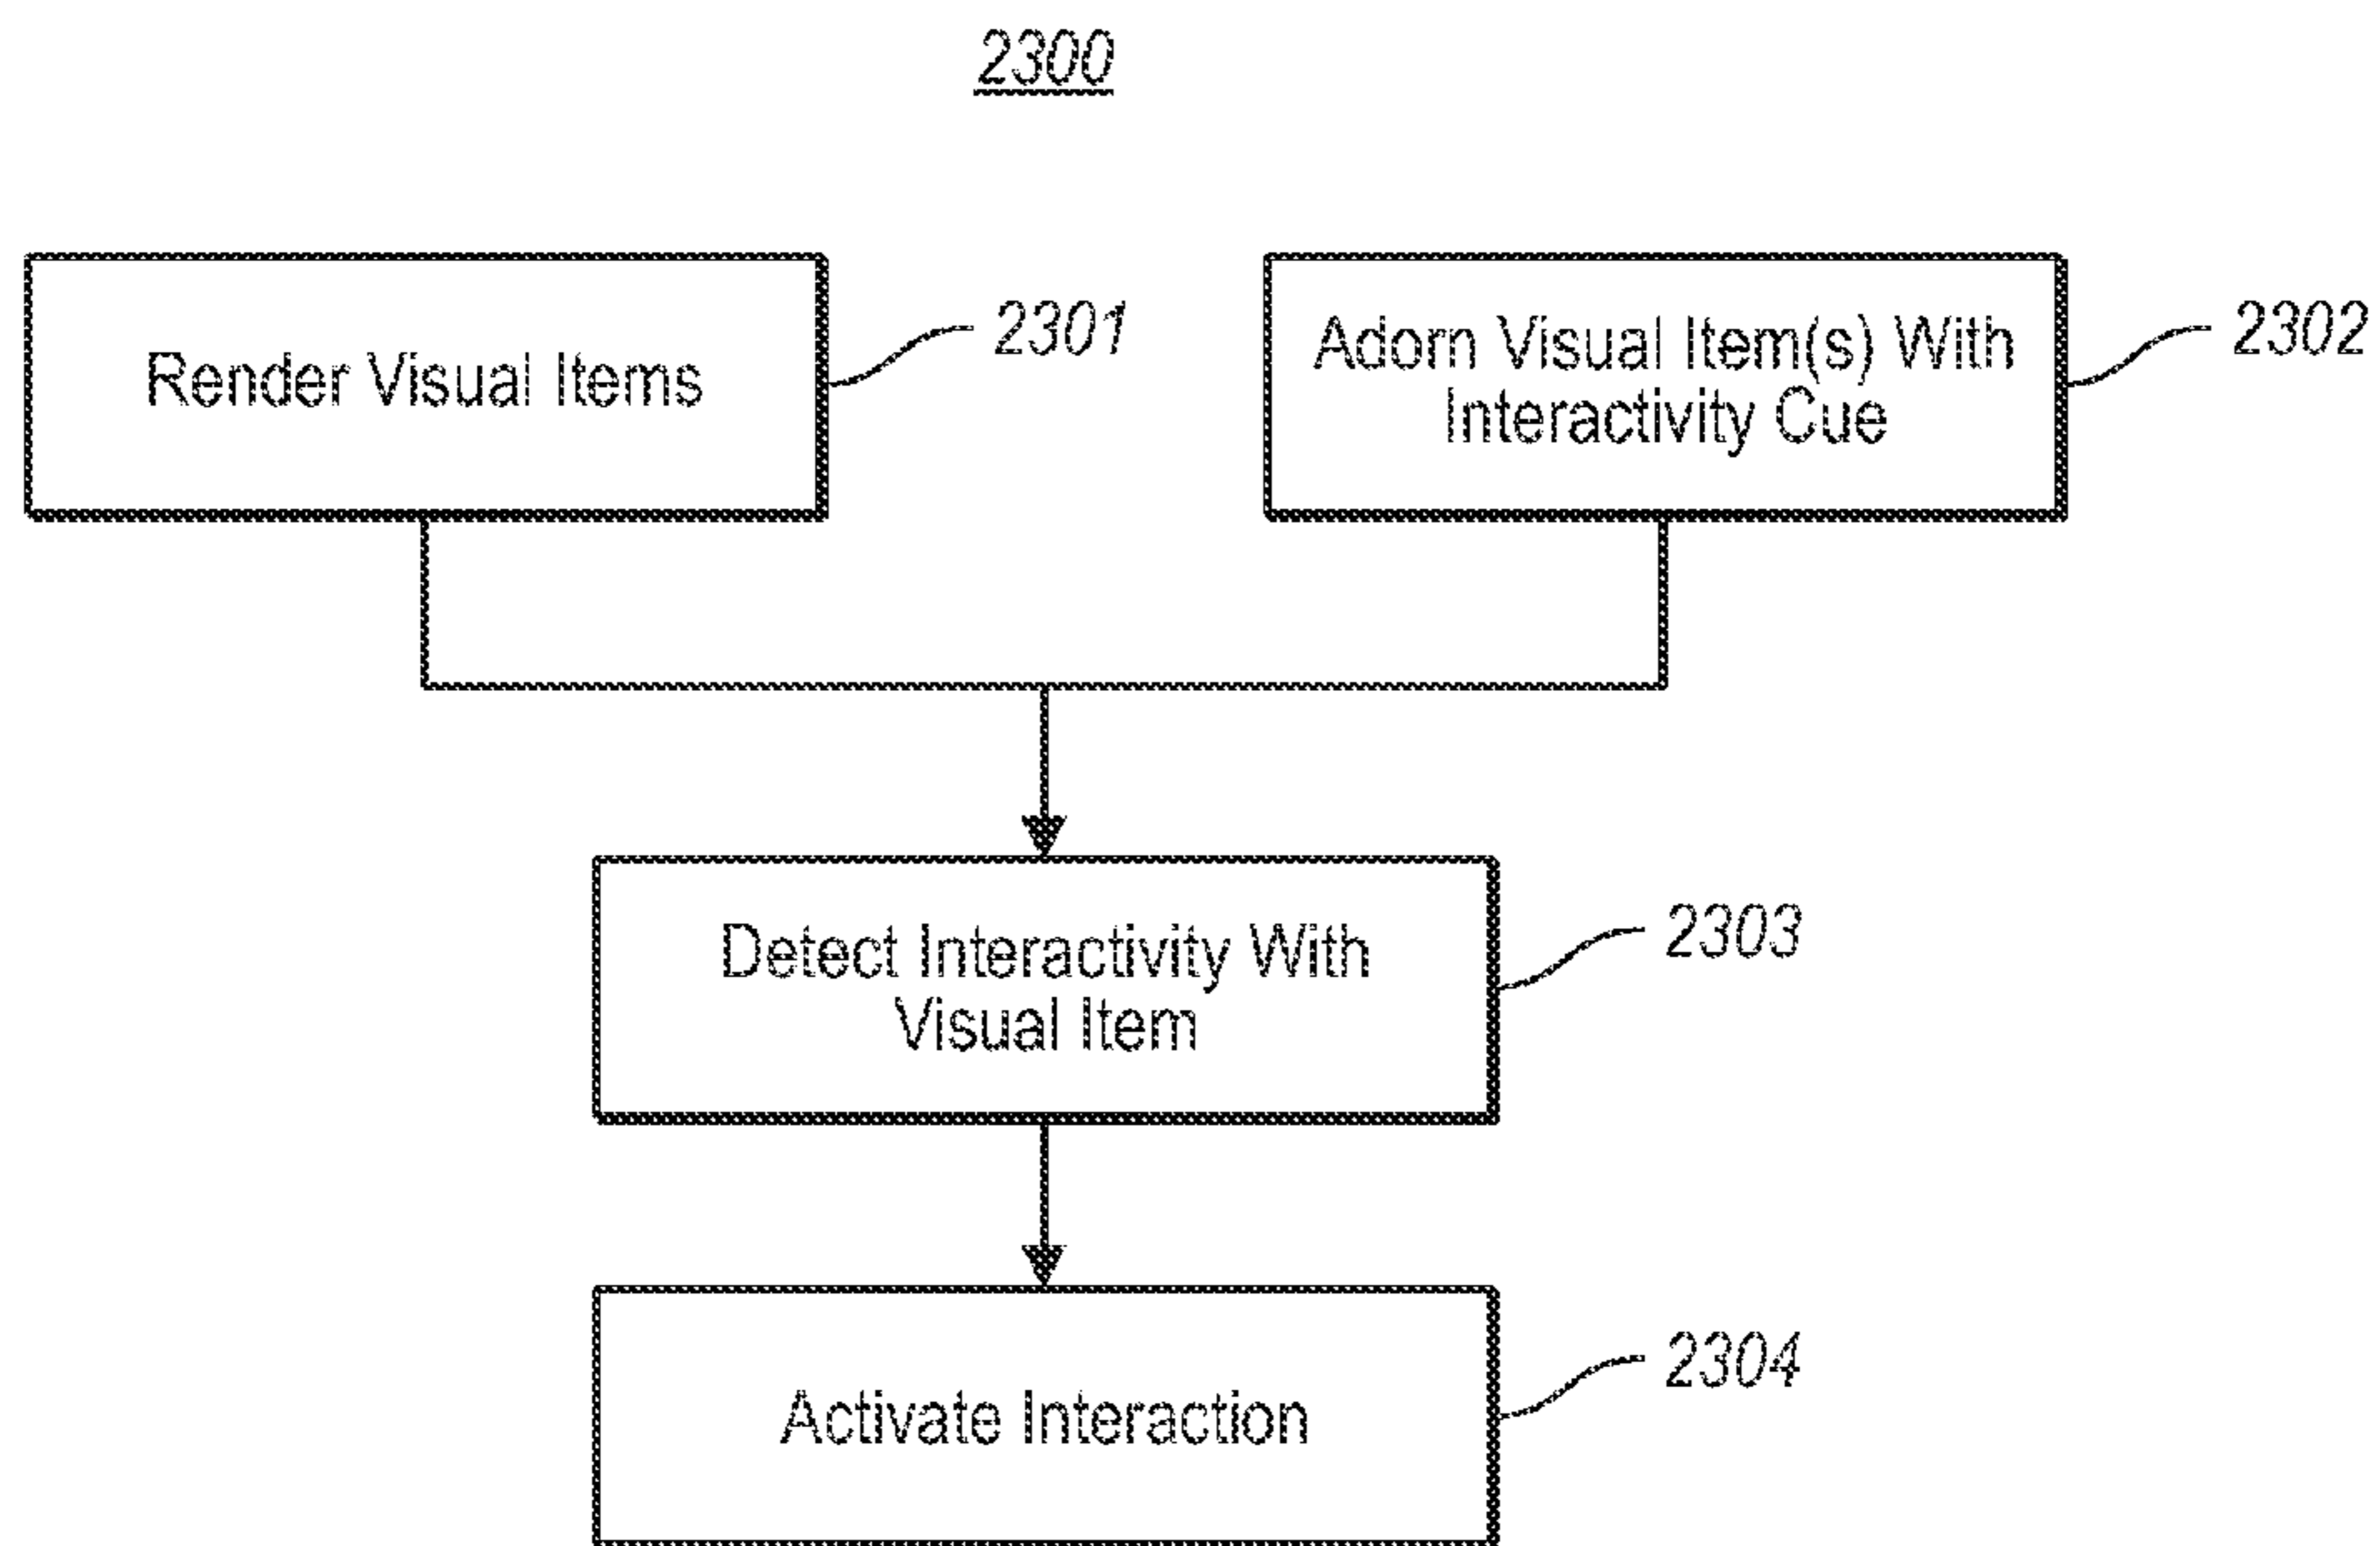 2300
Render Visual Items
2301
Adorn Visual Item(s) With
Interactivity Cue
2302
Detect Interactivity With
Visual Item
2303
Activate Interaction
2304